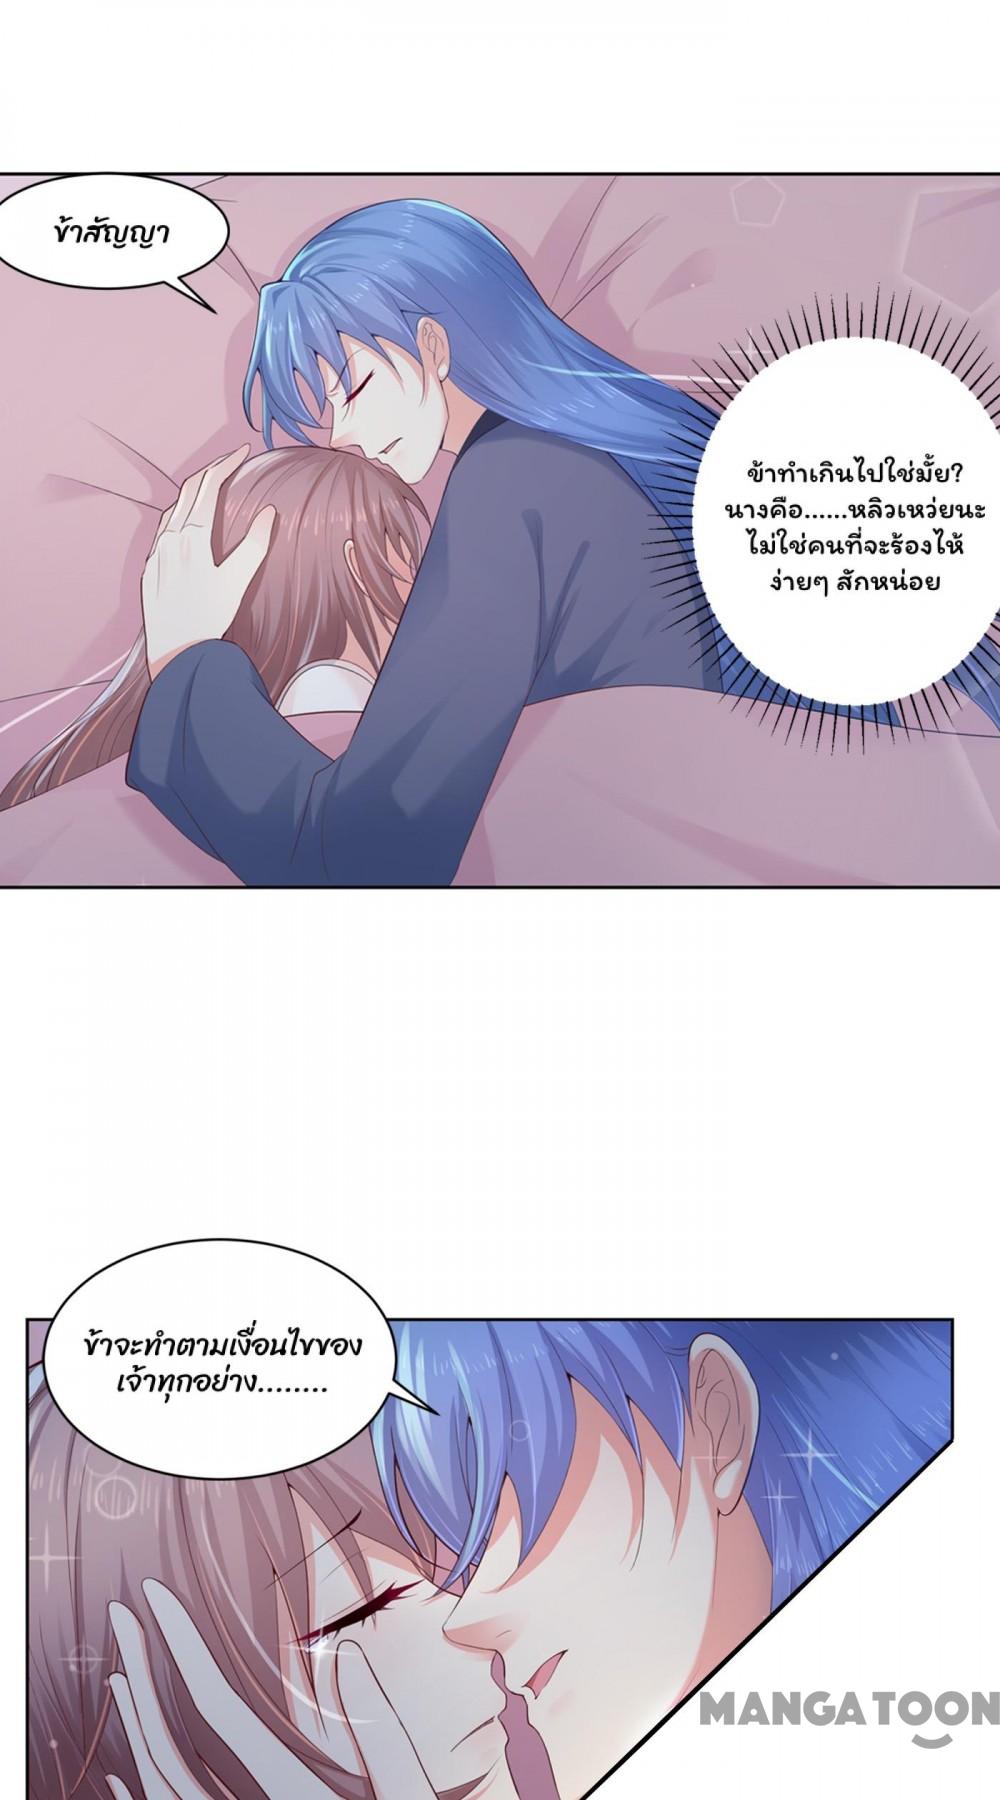 ข้าสัญญา
ข้าทำเกินไปใช่มั้ย?
นางคือ......หลิวเหว่ยนะ
ไม่ใช่คนที่จะร้องไห้
ง่ายๆ สักหน่อย
ข้าจะทำตามเงื่อนไขของ
เจ้าทุกอย่าง........
MANGATOON